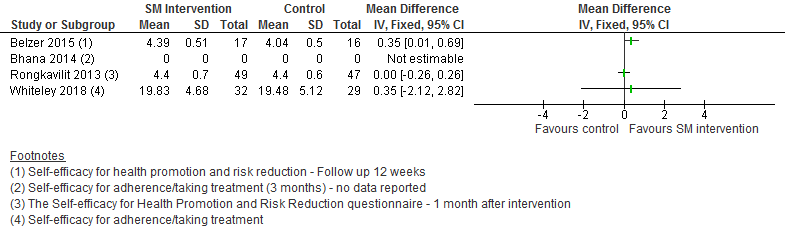 SM Intervention Control Mean Difference Mean Difference
Study or Subgroup Mean SD Total Mean SD Total IV, Fixed, 95% CI IV, Fixed, 95% CI
Belzer 2015 (1) 4.39 0.51 17 4.04 0.5 16 0.35 [0.01, 0.69]
Bhana 2014 (2) 0 0 0 0 0 0 Not estimable
Rongkavilit 2013 (3) 4.4 0.7 49 4.4 0.6 47 0.00 [-0.26, 0.26]
Whiteley 2018 (4) 19.83 4.68 32 19.48 5.12 29 0.35 [-2.12, 2.82]
-4 -2 0 2 4
Favours control Favours SM intervention
Footnotes
(1) Self-efficacy for health promotion and risk reduction - Follow up 12 weeks
(2) Self-efficacy for adherence/taking treatment (3 months) - no data reported
(3) The Self-efficacy for Health Promotion and Risk Reduction questionnaire - 1 month after intervention
(4) Self-efficacy for adherence/taking treatment